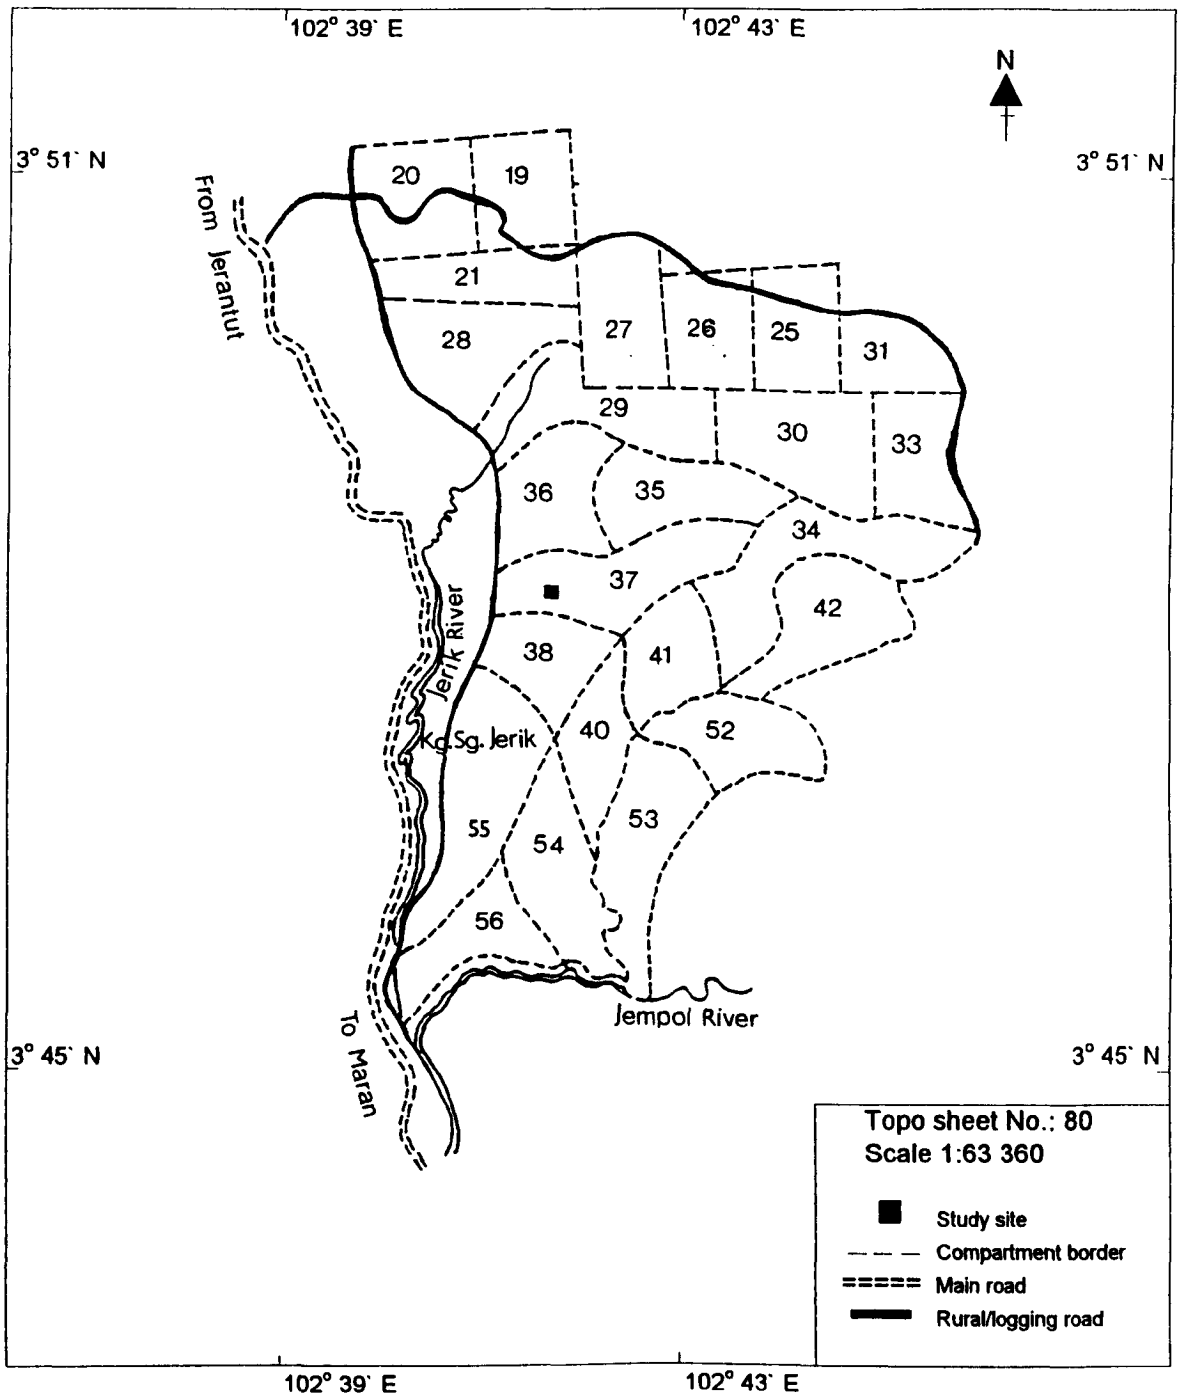 102° 39' E
102° 43' E
N
3° 51' N
3° 51' N
From Jerantut
20
19
21
28
27
26
25
31
29
30
33
36
35
34
37
42
Jerik River
38
41
Kg.Sg. Jerik
40
52
55
54
53
56
Jempol River
To Maran
3° 45' N
3° 45' N
Topo sheet No.: 80
Scale 1:63 360
Study site
Compartment border
Main road
Rural/logging road
102° 39' E
102° 43' E